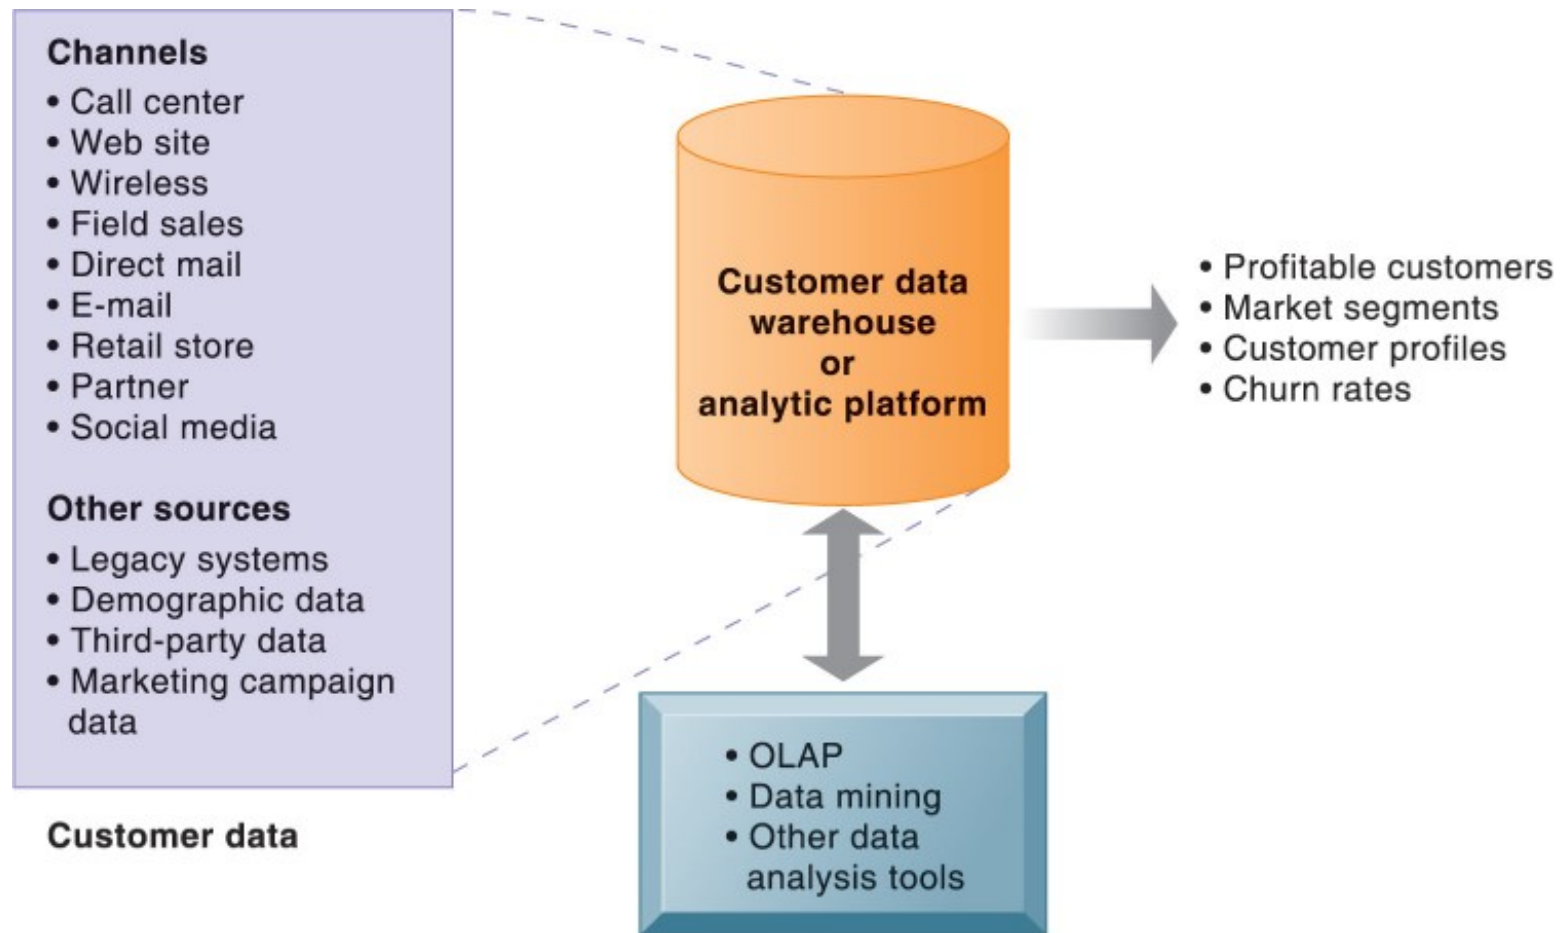 Channels
• Call center
• Web site
• Wireless
• Field sales
• Direct mail
• E-mail
• Retail store
• Partner
• Social media
Other sources
• Legacy systems
• Demographic data
• Third-party data
• Marketing campaign
data
Customer data
Customer data
warehouse
or
analytic platform
• Profitable customers
• Market segments
• Customer profiles
• Churn rates
• OLAP
• Data mining
• Other data
analysis tools